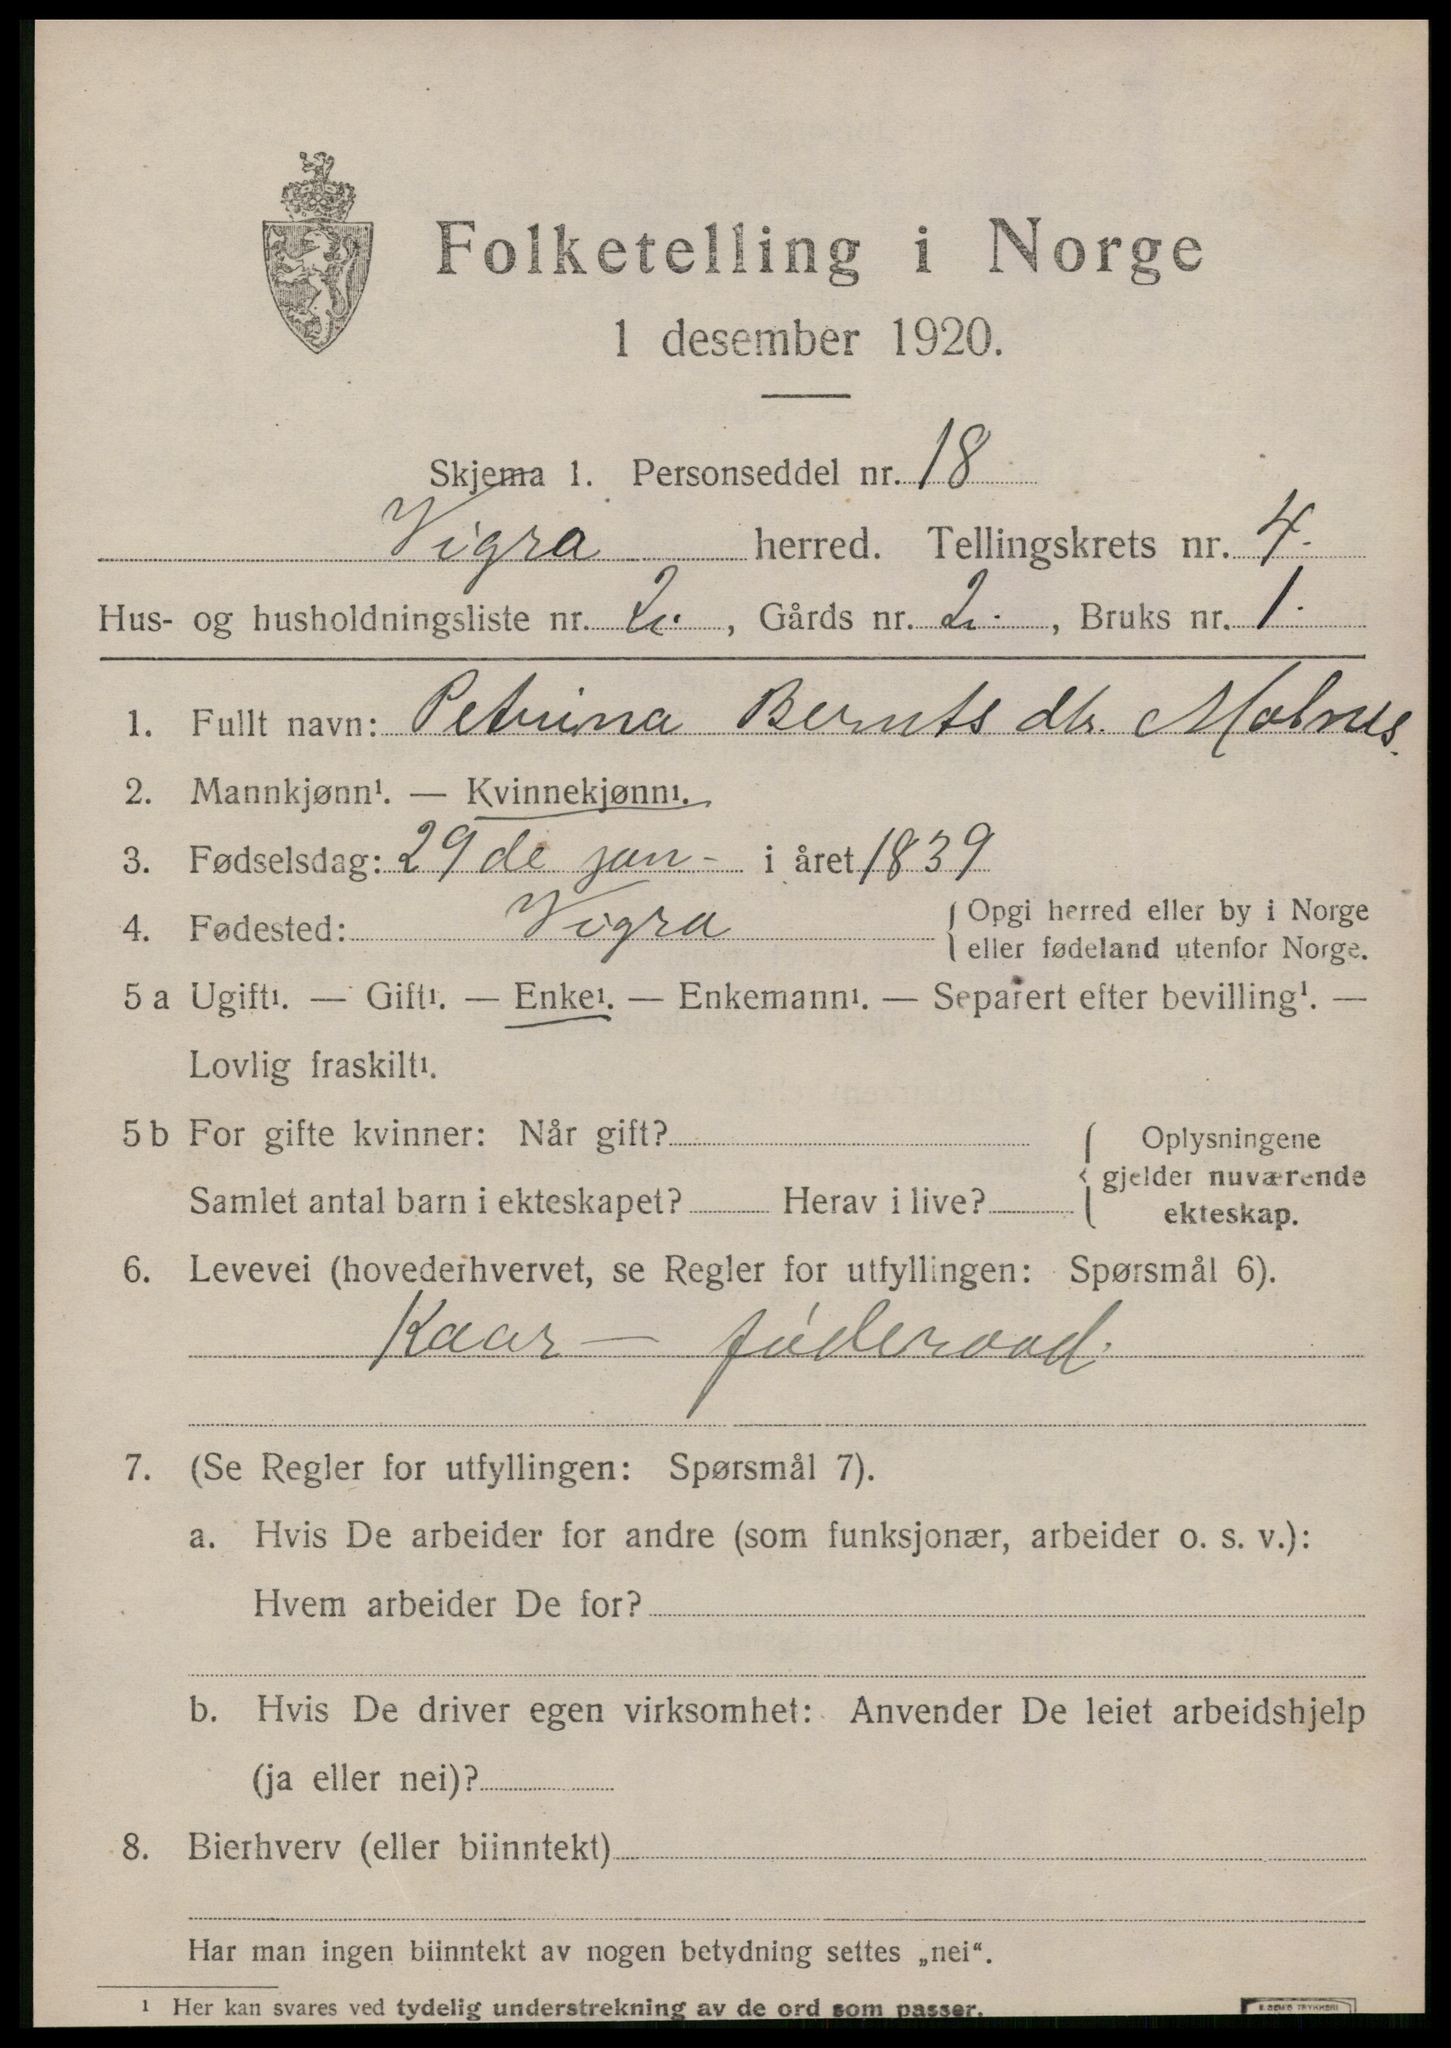 Folketelling i Norge
1 desember 1920.
Skjema 1. Personseddel nr. 18
Vigra herred. Tellingskrets nr. 4.
Hus- og husholdningsliste nr. 2. , Gårds nr. 2. , Bruks nr. 1.
1. Fullt navn: Petrina Bernts dtr. Molnes.
2. Mannkjønn¹. — Kvinnekjønn¹.
3. Fødselsdag: 29 de jan - i året 1839
4. Fødested: Vigra { Opgi herred eller by i Norge
eller fødeland utenfor Norge.
5 a Ugift¹. — Gift¹. — Enke¹. — Enkemann¹. — Separert efter bevilling¹. —
Lovlig fraskilt¹.
5 b For gifte kvinner: Når gift? { Oplysningene
gjelder nuværende
Samlet antal barn i ekteskapet? Herav i live? ekteskap.
6. Levevei (hovederhvervet, se Regler for utfyllingen: Spørsmål 6).
Kaar — føderaad.
7. (Se Regler for utfyllingen: Spørsmål 7).
a. Hvis De arbeider for andre (som funksjonær, arbeider o. s. v.):
Hvem arbeider De for?
b. Hvis De driver egen virksomhet: Anvender De leiet arbeidshjelp
(ja eller nei)?
8. Bierhverv (eller biinntekt)
Har man ingen biinntekt av nogen betydning settes „nei“.
¹ Her kan svares ved tydelig understrekning av de ord som passer.